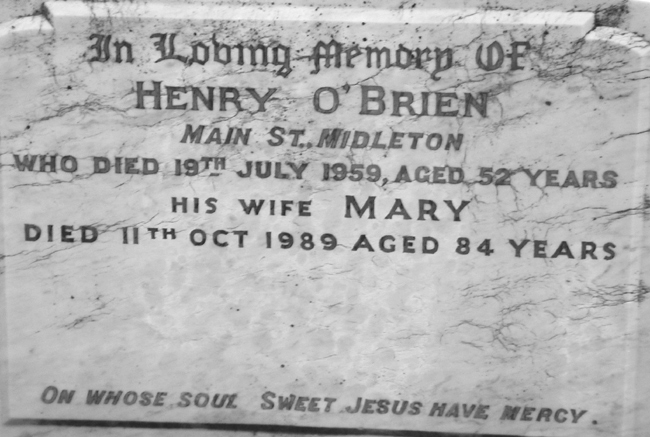 In Loving Memory Of
HENRY O'BRIEN
MAIN ST., MIDLETON
WHO DIED 19TH JULY 1959, AGED 52 YEARS
HIS WIFE MARY
DIED 11TH OCT 1989 AGED 84 YEARS
ON WHOSE SOUL SWEET JESUS HAVE MERCY.